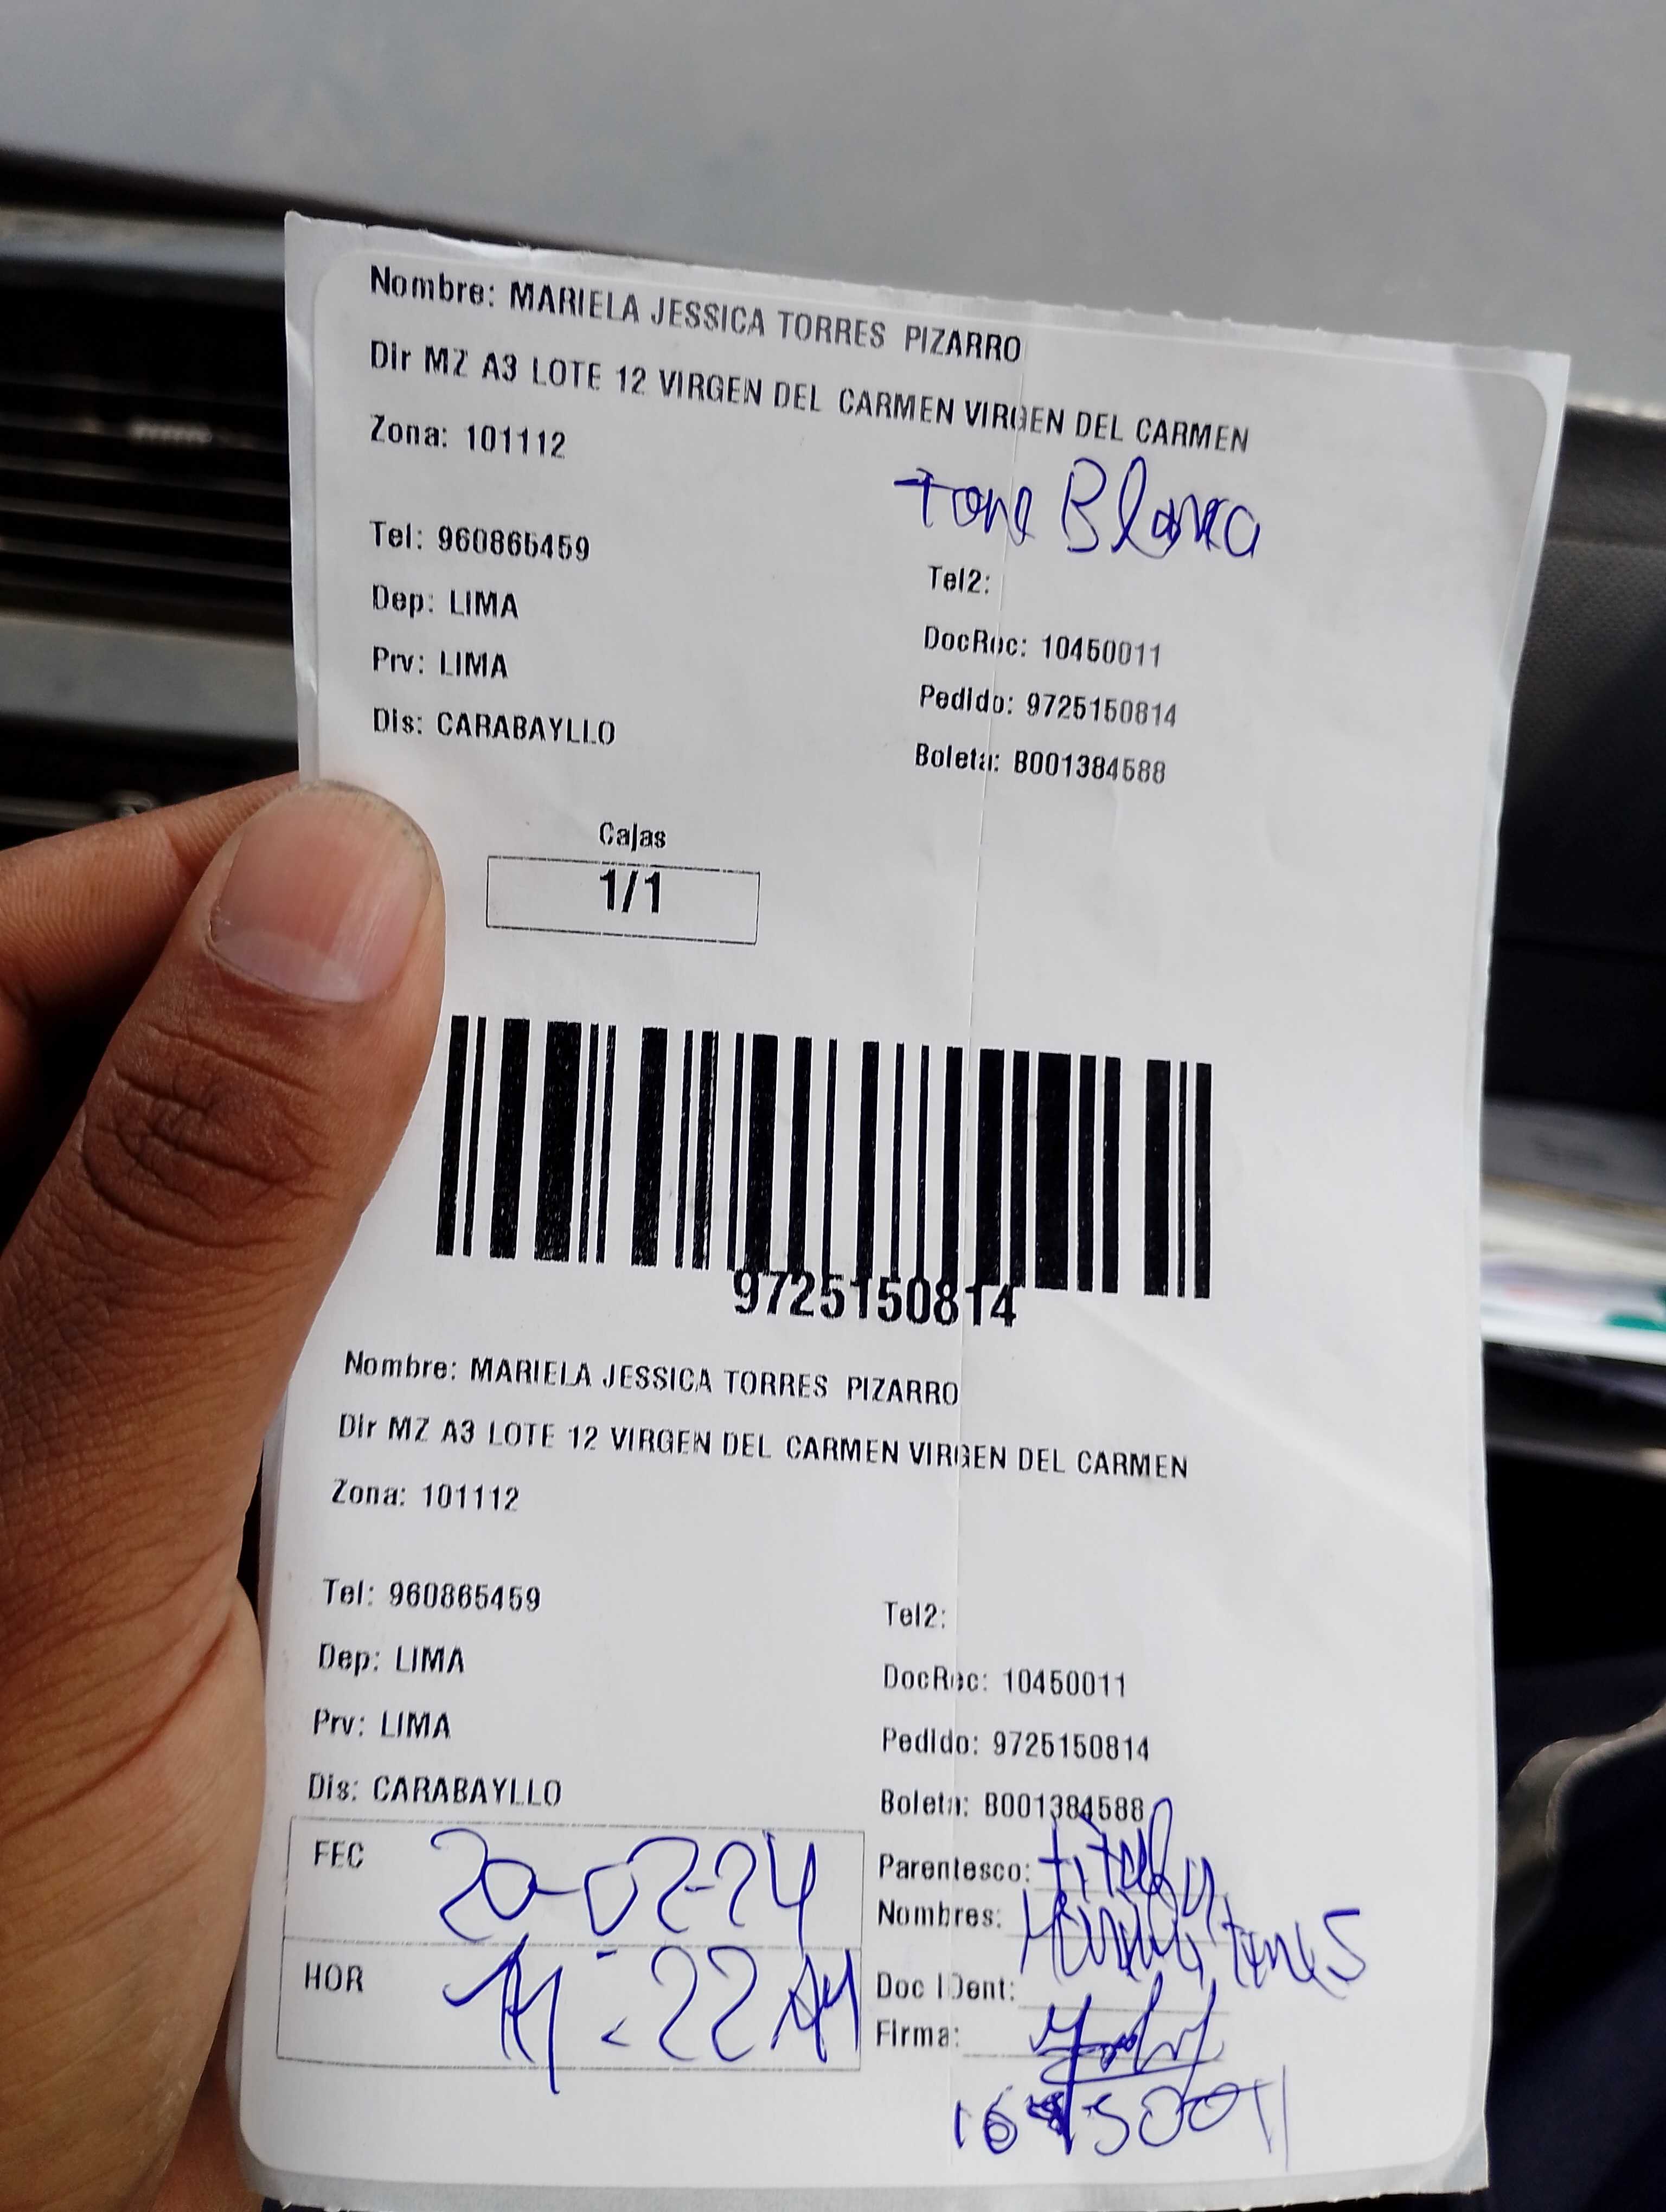 Nombre: MARIELA JESSICA TORRES PIZARRO
Dir MZ A3 LOTE 12 VIRGEN DEL CARMEN VIRGEN DEL CARMEN
Zona: 101112
Blanca
Tel: 960865459
Tel2:
Dep: LIMA
DocRec: 10450011
Prv: LIMA
Pedido: 9725150814
Dis: CARABAYLLO
Boleta: B001384588
Cajas
1/1
9725150814
Nombre: MARIELA JESSICA TORRES PIZARRO
Dir MZ A3 LOTE 12 VIRGEN DEL CARMEN VIRGEN DEL CARMEN
Zona: 101112
Tel: 960865459
Tel2:
Dep: LIMA
DocRec: 10450011
Prv: LIMA
Pedido: 9725150814
Dis: CARABAYLLO
Boleta: B001384588
FEC 20-02-24
Parentesco: titular
Nombres: Torres
HOR 11:22 AM
Doc IDent:
Firma: